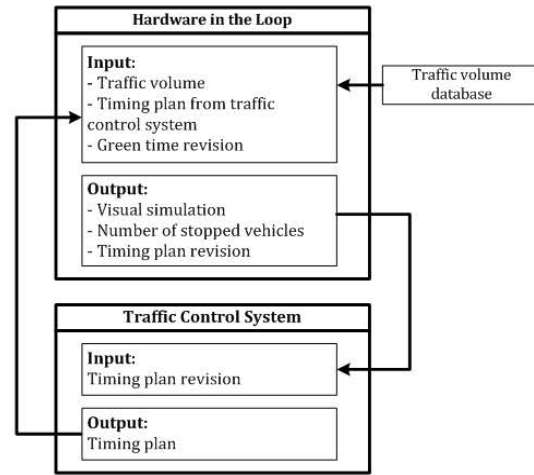 Hardware in the Loop
Input:
- Traffic volume
- Timing plan from traffic
control system
- Green time revision
Traffic volume
database
Output:
- Visual simulation
- Number of stopped vehicles
- Timing plan revision
Traffic Control System
Input:
Timing plan revision
Output:
Timing plan